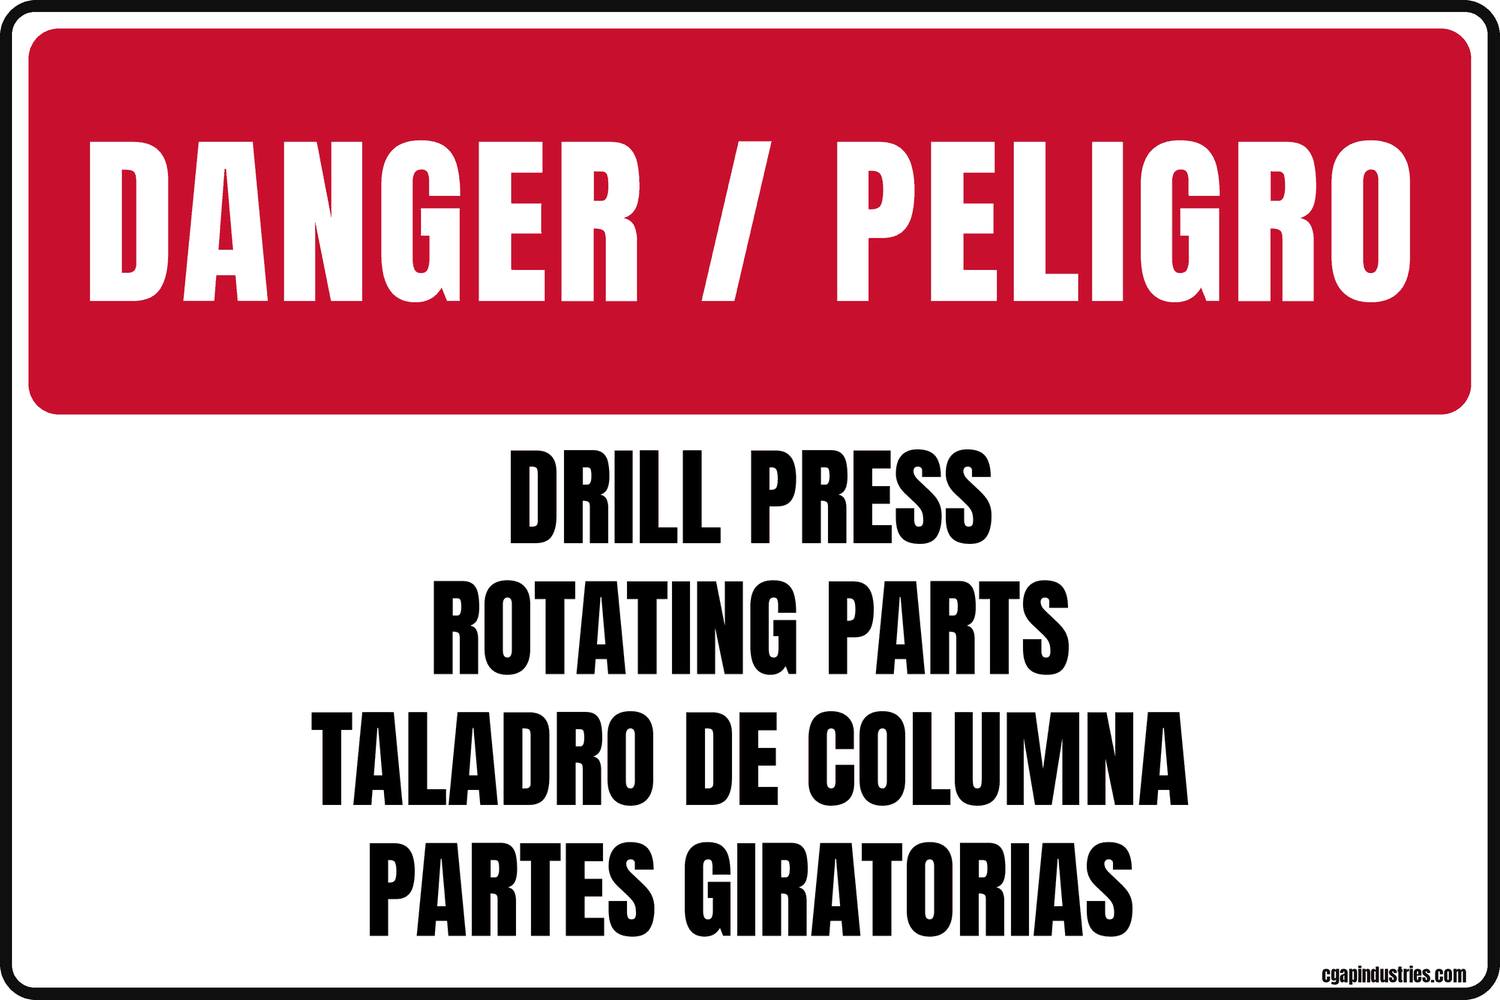 DANGER / PELIGRO
DRILL PRESS
ROTATING PARTS
TALADRO DE COLUMNA
PARTES GIRATORIAS
cgapindustries.com